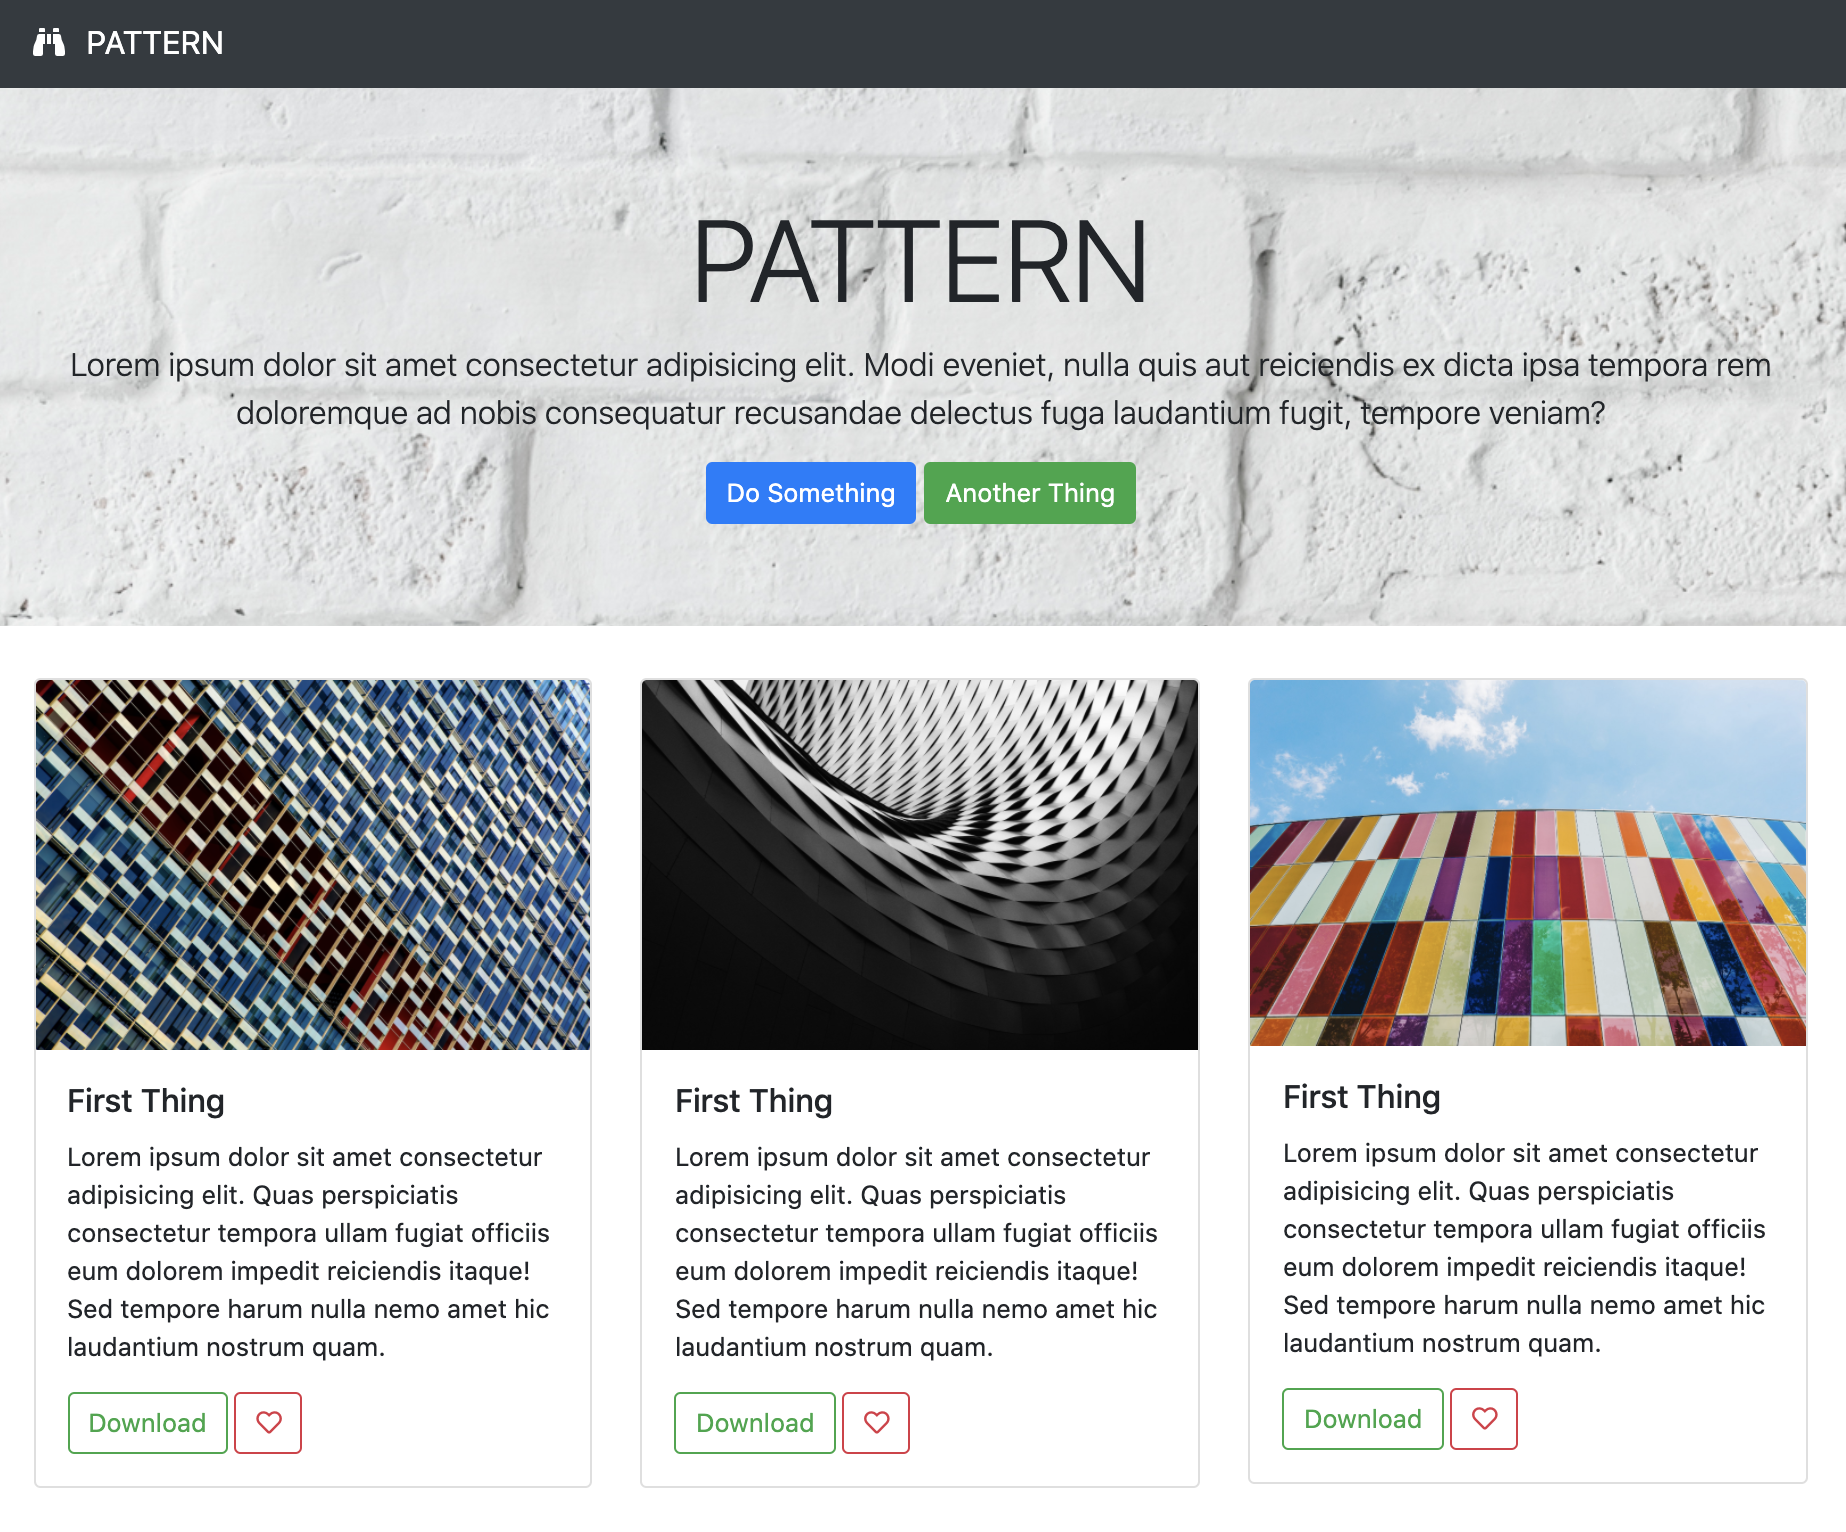 PATTERN
PATTERN
Lorem ipsum dolor sit amet consectetur adipisicing elit. Modi eveniet, nulla quis aut reiciendis ex dicta ipsa tempora rem
doloremque ad nobis consequatur recusandae delectus fuga laudantium fugit, tempore veniam?
Do Something
Another Thing
First Thing
Lorem ipsum dolor sit amet consectetur
adipisicing elit. Quas perspiciatis
consectetur tempora ullam fugiat officiis
eum dolorem impedit reiciendis itaque!
Sed tempore harum nulla nemo amet hic
laudantium nostrum quam.
Download
First Thing
Lorem ipsum dolor sit amet consectetur
adipisicing elit. Quas perspiciatis
consectetur tempora ullam fugiat officiis
eum dolorem impedit reiciendis itaque!
Sed tempore harum nulla nemo amet hic
laudantium nostrum quam.
Download
First Thing
Lorem ipsum dolor sit amet consectetur
adipisicing elit. Quas perspiciatis
consectetur tempora ullam fugiat officiis
eum dolorem impedit reiciendis itaque!
Sed tempore harum nulla nemo amet hic
laudantium nostrum quam.
Download